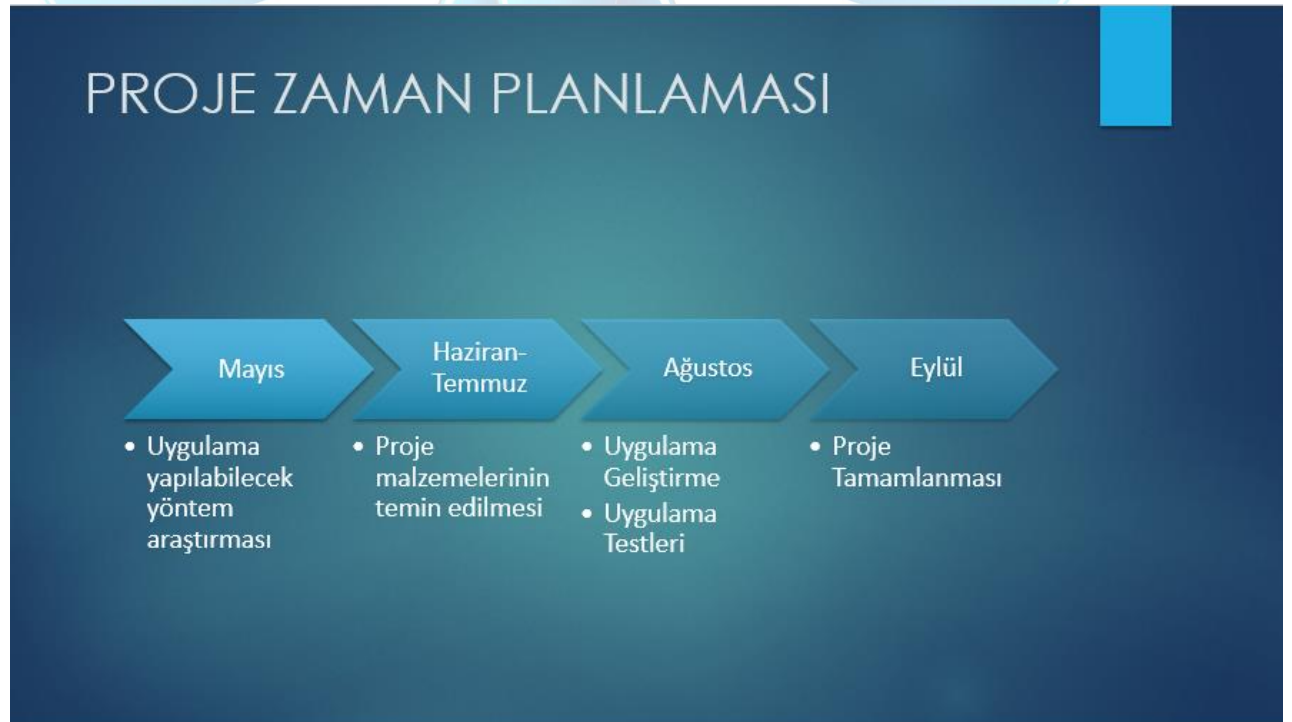 PROJE ZAMAN PLANLAMASI
Mayıs
• Uygulama
yapılabilecek
yöntem
araştırması
Haziran-
Temmuz
• Proje
malzemelerinin
temin edilmesi
Ağustos
• Uygulama
Geliştirme
• Uygulama
Testleri
Eylül
• Proje
Tamamlanması